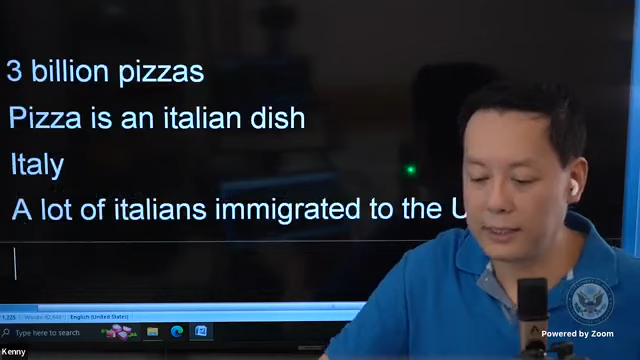 3 billion pizzas
Pizza is an italian dish
Italy
A lot of italians immigrated to the U
English (United States)
Type here to search
Powered by Zoom
Kenny